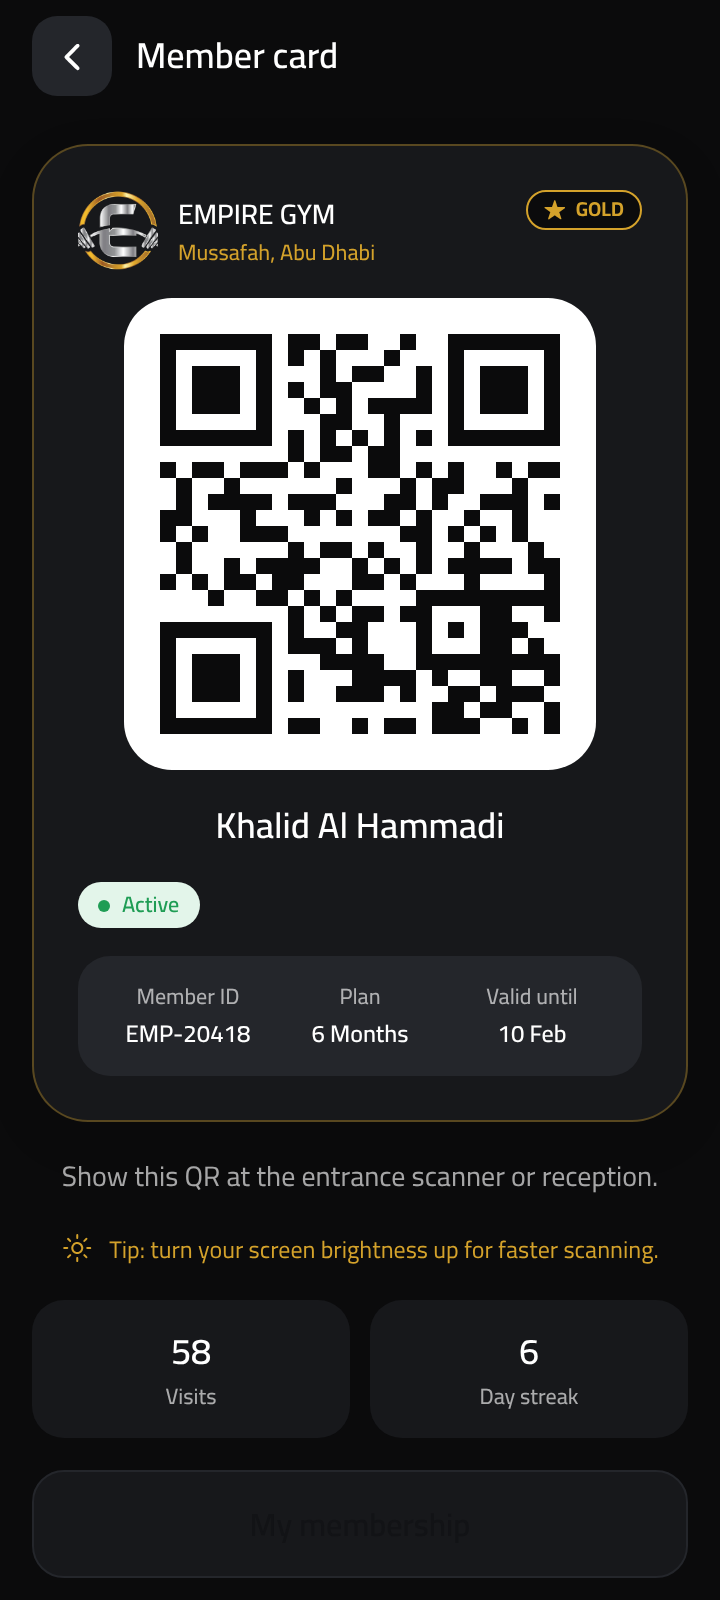 Member card
EMPIRE GYM
Mussafah, Abu Dhabi
GOLD
Khalid Al Hammadi
Active
Member ID
EMP-20418
Plan
6 Months
Valid until
10 Feb
Show this QR at the entrance scanner or reception.
Tip: turn your screen brightness up for faster scanning.
58
Visits
6
Day streak
My membership